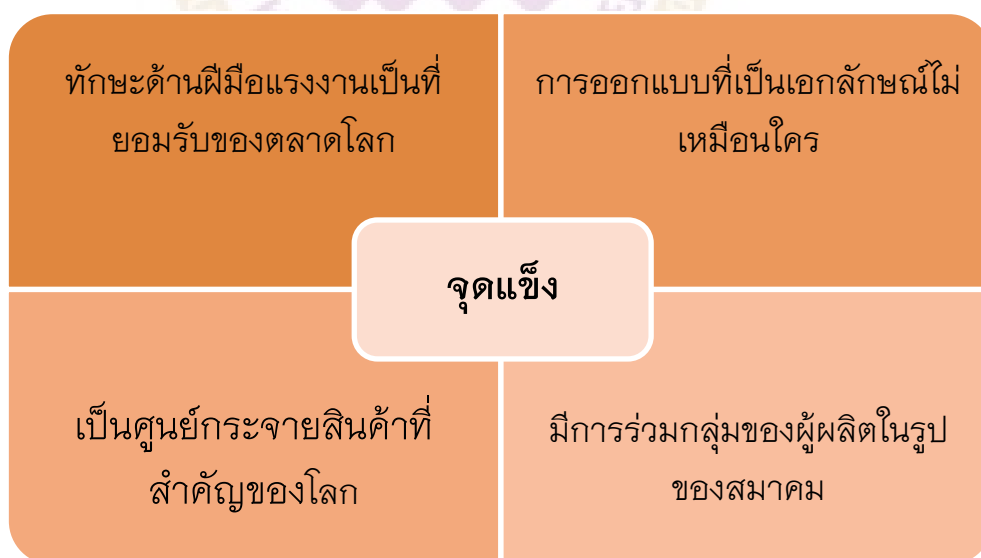 ทักษะด้านฝีมือแรงงานเป็นที่
ยอมรับของตลาดโลก
การออกแบบที่เป็นเอกลักษณ์ไม่
เหมือนใคร
จุดแข็ง
เป็นศูนย์กระจายสินค้าที่
สำคัญของโลก
มีการร่วมกลุ่มของผู้ผลิตในรูป
ของสมาคม